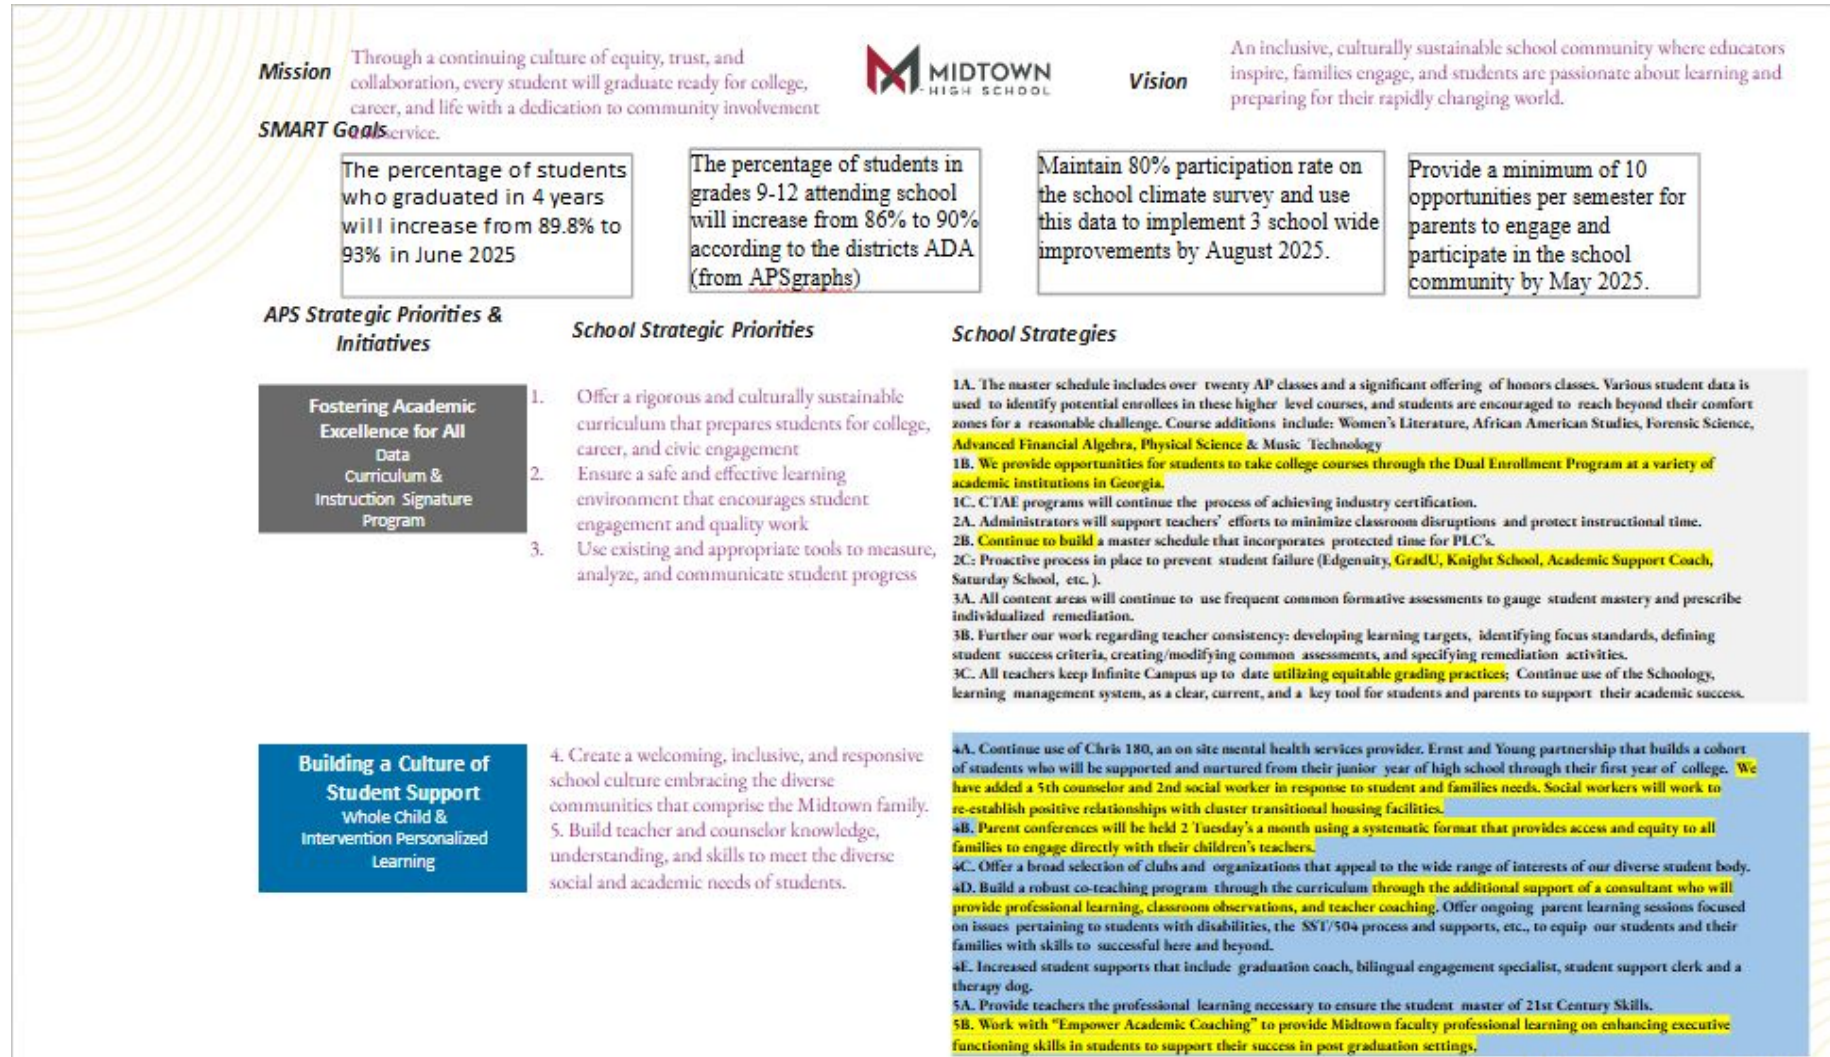 Mission
Through a continuing culture of equity, trust, and
collaboration, every student will graduate ready for college,
career, and life with a dedication to community involvement
and service.
MIDTOWN
HIGH SCHOOL
Vision
An inclusive, culturally sustainable school community where educators
inspire, families engage, and students are passionate about learning and
preparing for their rapidly changing world.
SMART Goals
The percentage of students
who graduated in 4 years
will increase from 89.8% to
93% in June 2025
The percentage of students in
grades 9-12 attending school
will increase from 86% to 90%
according to the districts ADA
(from APSgraphs)
Maintain 80% participation rate on
the school climate survey and use
this data to implement 3 school wide
improvements by August 2025.
Provide a minimum of 10
opportunities per semester for
parents to engage and
participate in the school
community by May 2025.
APS Strategic Priorities &
Initiatives
School Strategic Priorities
School Strategies
Fostering Academic
Excellence for All
Data
Curriculum &
Instruction Signature
Program
1. Offer a rigorous and culturally sustainable
curriculum that prepares students for college,
career, and civic engagement
2. Ensure a safe and effective learning
environment that encourages student
engagement and quality work
3. Use existing and appropriate tools to measure,
analyze, and communicate student progress
1A. The master schedule includes over twenty AP classes and a significant offering of honors classes. Various student data is
used to identify potential enrollees in these higher level courses, and students are encouraged to reach beyond their comfort
zones for a reasonable challenge. Course additions include: Women's Literature, African American Studies, Forensic Science,
Advanced Financial Algebra, Physical Science & Music Technology
1B. We provide opportunities for students to take college courses through the Dual Enrollment Program at a variety of
academic institutions in Georgia.
1C. CTAE programs will continue the process of achieving industry certification.
2A. Administrators will support teachers' efforts to minimize classroom disruptions and protect instructional time.
2B. Continue to build a master schedule that incorporates protected time for PLC's.
2C: Proactive process in place to prevent student failure (Edgenuity, GradU, Knight School, Academic Support Coach,
Saturday School, etc. ).
3A. All content areas will continue to use frequent common formative assessments to gauge student mastery and prescribe
individualized remediation.
3B. Further our work regarding teacher consistency: developing learning targets, identifying focus standards, defining
student success criteria, creating/modifying common assessments, and specifying remediation activities.
3C. All teachers keep Infinite Campus up to date utilizing equitable grading practices; Continue use of the Schoology,
learning management system, as a clear, current, and a key tool for students and parents to support their academic success.
Building a Culture of
Student Support
Whole Child &
Intervention Personalized
Learning
4. Create a welcoming, inclusive, and responsive
school culture embracing the diverse
communities that comprise the Midtown family.
5. Build teacher and counselor knowledge,
understanding, and skills to meet the diverse
social and academic needs of students.
4A. Continue use of Chris 180, an on site mental health services provider. Ernst and Young partnership that builds a cohort
of students who will be supported and nurtured from their junior year of high school through their first year of college. We
have added a 5th counselor and 2nd social worker in response to student and families needs. Social workers will work to
re-establish positive relationships with cluster transitional housing facilities.
4B. Parent conferences will be held 2 Tuesday's a month using a systematic format that provides access and equity to all
families to engage directly with their children's teachers.
4C. Offer a broad selection of clubs and organizations that appeal to the wide range of interests of our diverse student body.
4D. Build a robust co-teaching program through the curriculum through the additional support of a consultant who will
provide professional learning, classroom observations, and teacher coaching. Offer ongoing parent learning sessions focused
on issues pertaining to students with disabilities, the SST/504 process and supports, etc., to equip our students and their
families with skills to successful here and beyond.
4E. Increased student supports that include graduation coach, bilingual engagement specialist, student support clerk and a
therapy dog.
5A. Provide teachers the professional learning necessary to ensure the student master of 21st Century Skills.
5B. Work with "Empower Academic Coaching" to provide Midtown faculty professional learning on enhancing executive
functioning skills in students to support their success in post graduation settings.